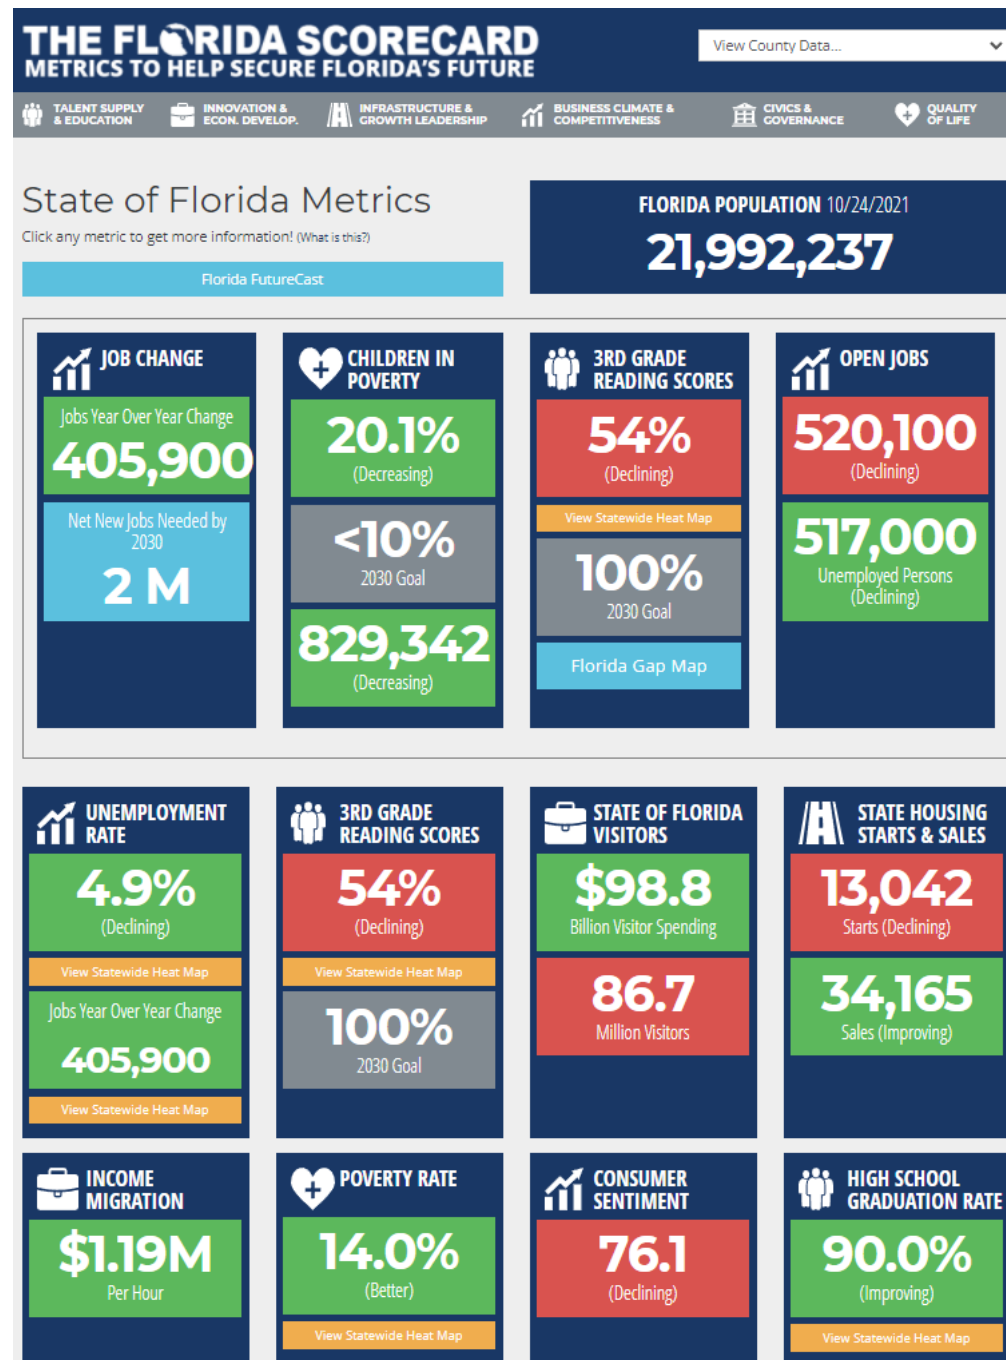 THE FLORIDA SCORECARD
METRICS TO HELP SECURE FLORIDA'S FUTURE
View County Data...
TALENT SUPPLY
& EDUCATION
INNOVATION &
ECON. DEVELOP.
INFRASTRUCTURE &
GROWTH LEADERSHIP
BUSINESS CLIMATE &
COMPETITIVENESS
CIVICS &
GOVERNANCE
QUALITY
OF LIFE
State of Florida Metrics
Click any metric to get more information! (What is this?)
Florida FutureCast
FLORIDA POPULATION 10/24/2021
21,992,237
JOB CHANGE
Jobs Year Over Year Change
405,900
Net New Jobs Needed by
2030
2 M
CHILDREN IN
POVERTY
20.1%
(Decreasing)
<10%
2030 Goal
829,342
(Decreasing)
3RD GRADE
READING SCORES
54%
(Declining)
View Statewide Heat Map
100%
2030 Goal
Florida Gap Map
OPEN JOBS
520,100
(Declining)
517,000
Unemployed Persons
(Declining)
UNEMPLOYMENT
RATE
4.9%
(Declining)
View Statewide Heat Map
Jobs Year Over Year Change
405,900
View Statewide Heat Map
3RD GRADE
READING SCORES
54%
(Declining)
View Statewide Heat Map
100%
2030 Goal
STATE OF FLORIDA
VISITORS
$98.8
Billion Visitor Spending
86.7
Million Visitors
STATE HOUSING
STARTS & SALES
13,042
Starts (Declining)
34,165
Sales (Improving)
INCOME
MIGRATION
$1.19M
Per Hour
POVERTY RATE
14.0%
(Better)
View Statewide Heat Map
CONSUMER
SENTIMENT
76.1
(Declining)
HIGH SCHOOL
GRADUATION RATE
90.0%
(Improving)
View Statewide Heat Map